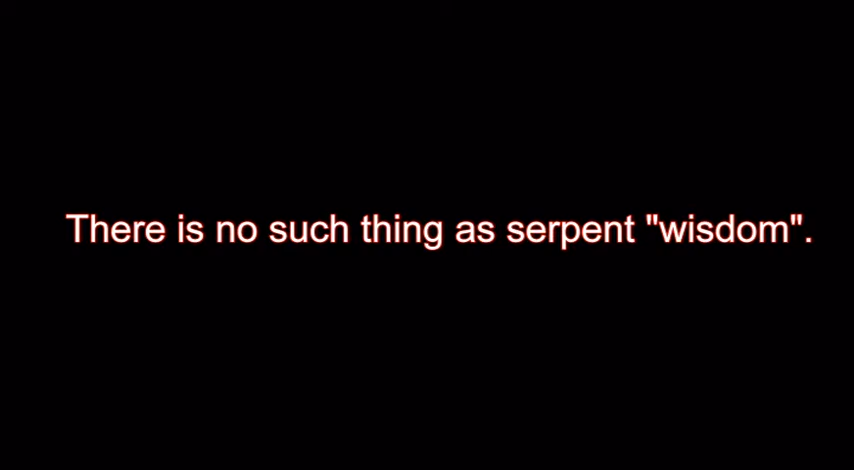 There is no such thing as serpent "wisdom".